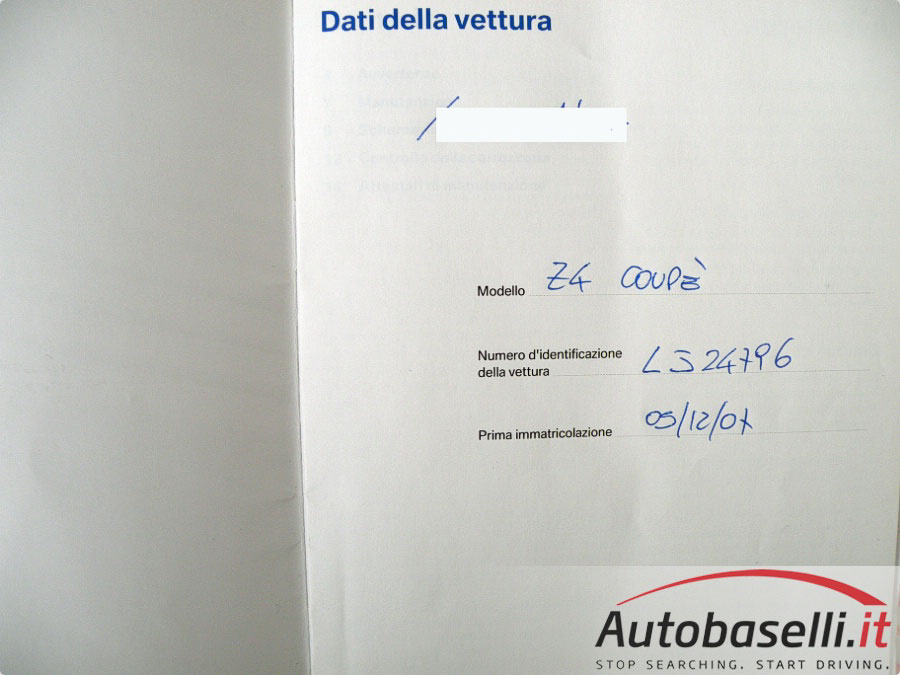 Dati della vettura
Modello Z4 COUPÈ
Numero d'identificazione
della vettura LJ24796
Prima immatricolazione 05/12/07
Autobaselli.it
STOP SEARCHING. START DRIVING.